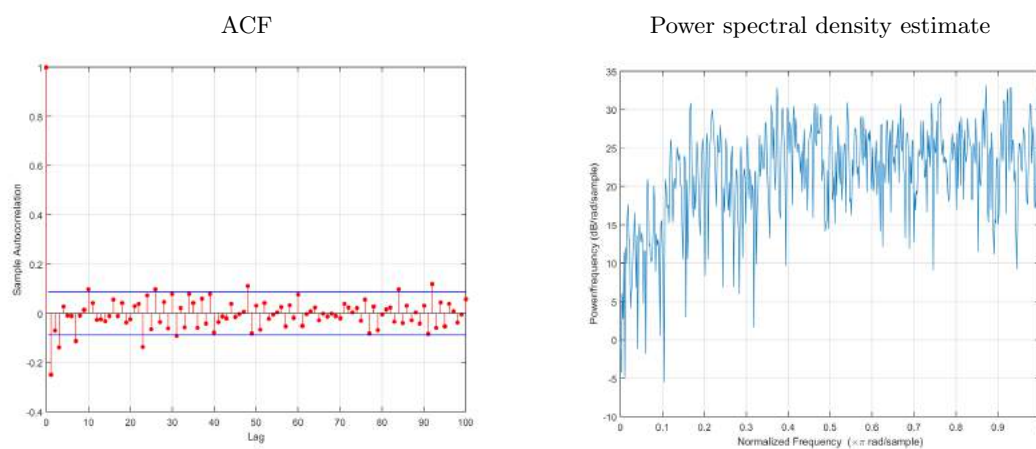 ACF
Power spectral density estimate
1
0.8
0.6
0.4
0.2
0
-0.2
-0.4
0 10 20 30 40 50 60 70 80 90 100
Sample Autocorrelation
Lag
35
30
25
20
15
10
5
0
-5
-10
0 0.1 0.2 0.3 0.4 0.5 0.6 0.7 0.8 0.9 1
Power/frequency (dB/rad/sample)
Normalized Frequency (×π rad/sample)